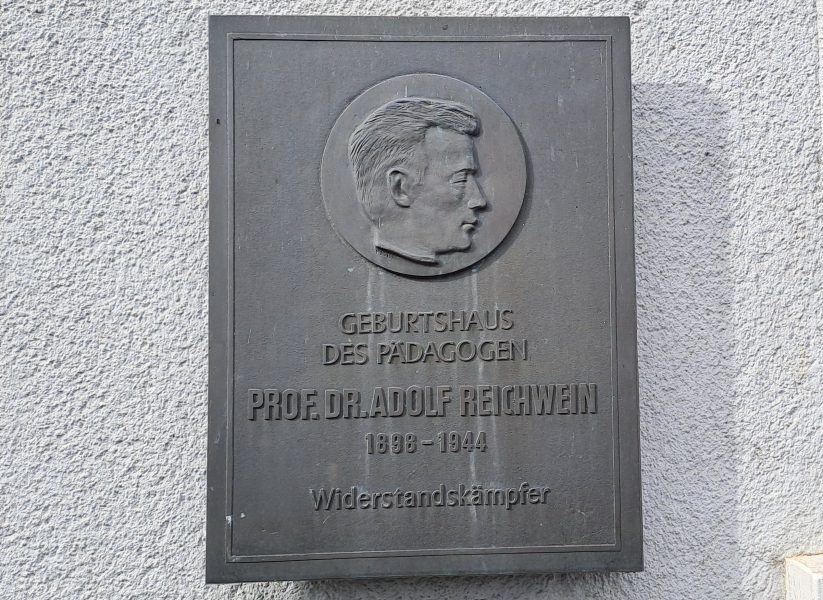 GEBURTSHAUS
DES PÄDAGOGEN
PROF. DR. ADOLF REICHWEIN
1898 – 1944
Widerstandskämpfer